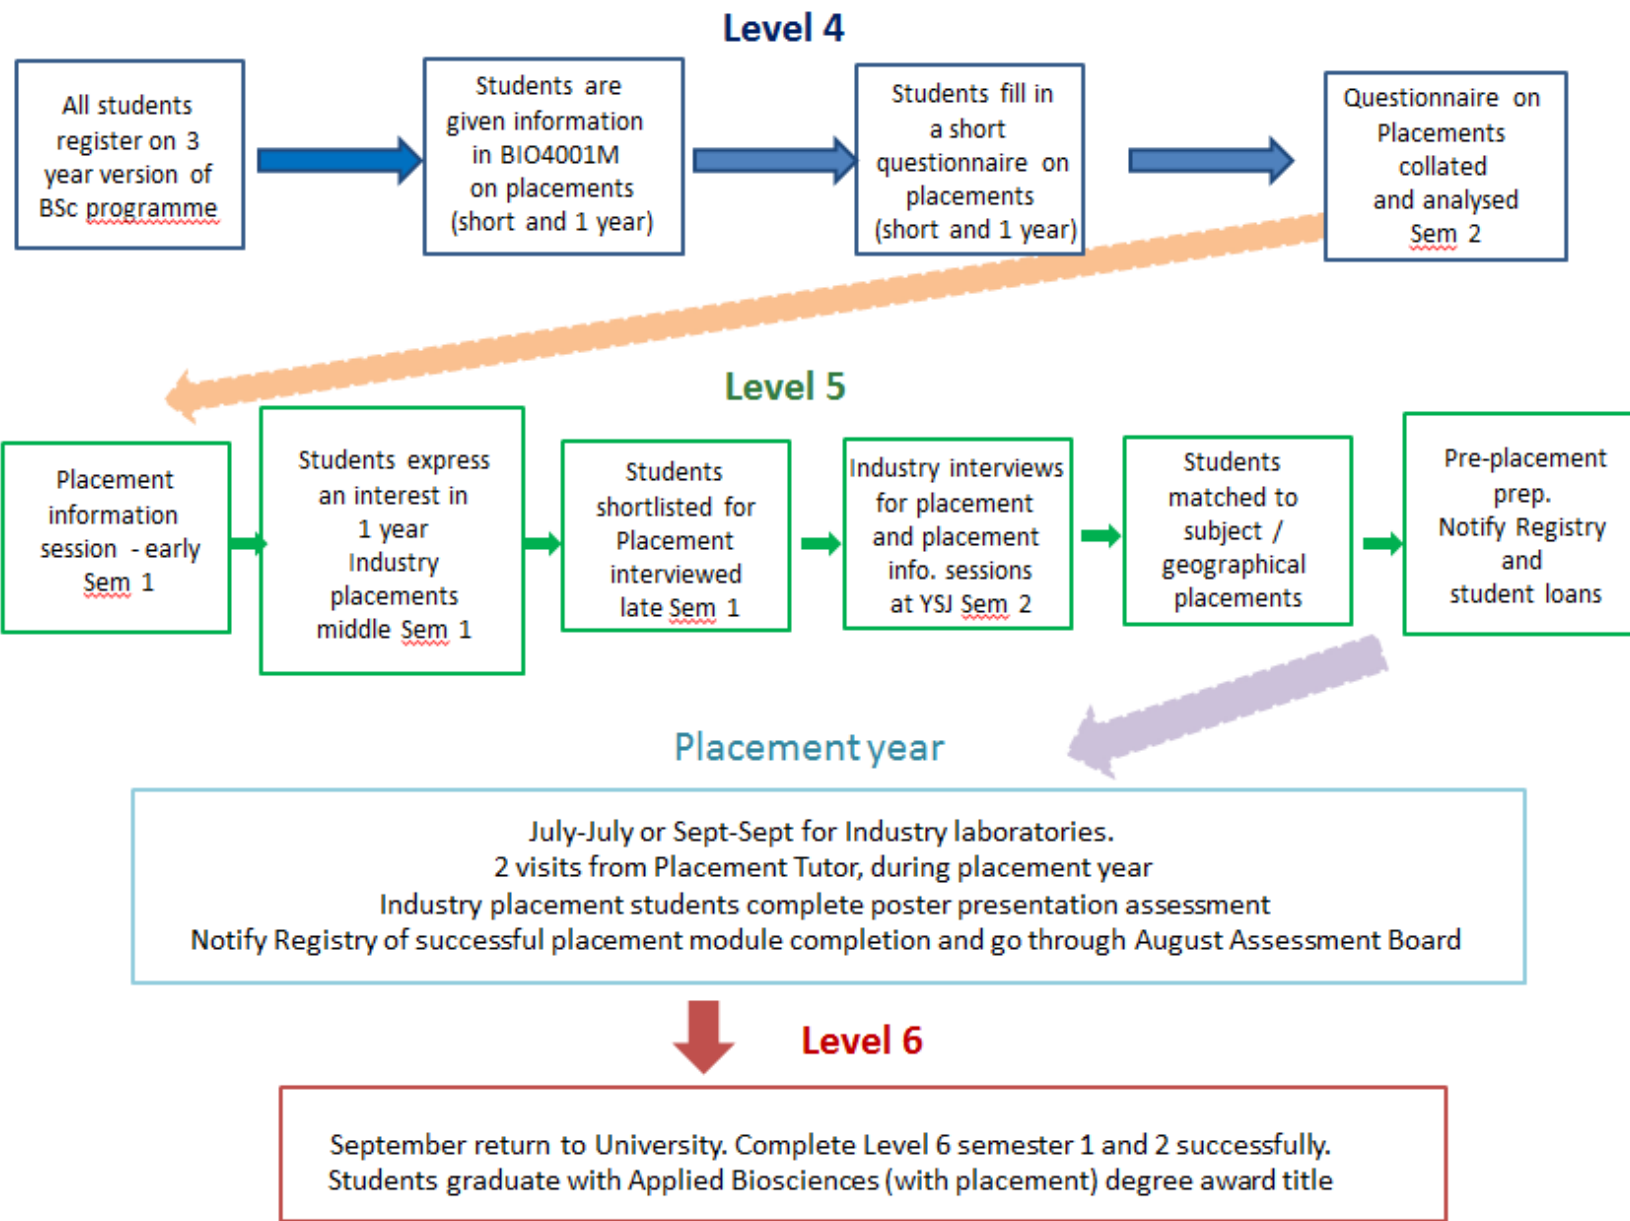 Level 4
All students
register on 3
year version of
BSc programme
Students are
given information
in BIO4001M
on placements
(short and 1 year)
Students fill in
a short
questionnaire on
placements
(short and 1 year)
Questionnaire on
Placements
collated
and analysed
Sem 2
Level 5
Placement
information
session - early
Sem 1
Students express
an interest in
1 year
Industry
placements
middle Sem 1
Students
shortlisted for
Placement
interviewed
late Sem 1
Industry interviews
for placement
and placement
info. sessions
at YSJ Sem 2
Students
matched to
subject /
geographical
placements
Pre-placement
prep.
Notify Registry
and
student loans
Placement year
July-July or Sept-Sept for Industry laboratories.
2 visits from Placement Tutor, during placement year
Industry placement students complete poster presentation assessment
Notify Registry of successful placement module completion and go through August Assessment Board
Level 6
September return to University. Complete Level 6 semester 1 and 2 successfully.
Students graduate with Applied Biosciences (with placement) degree award title